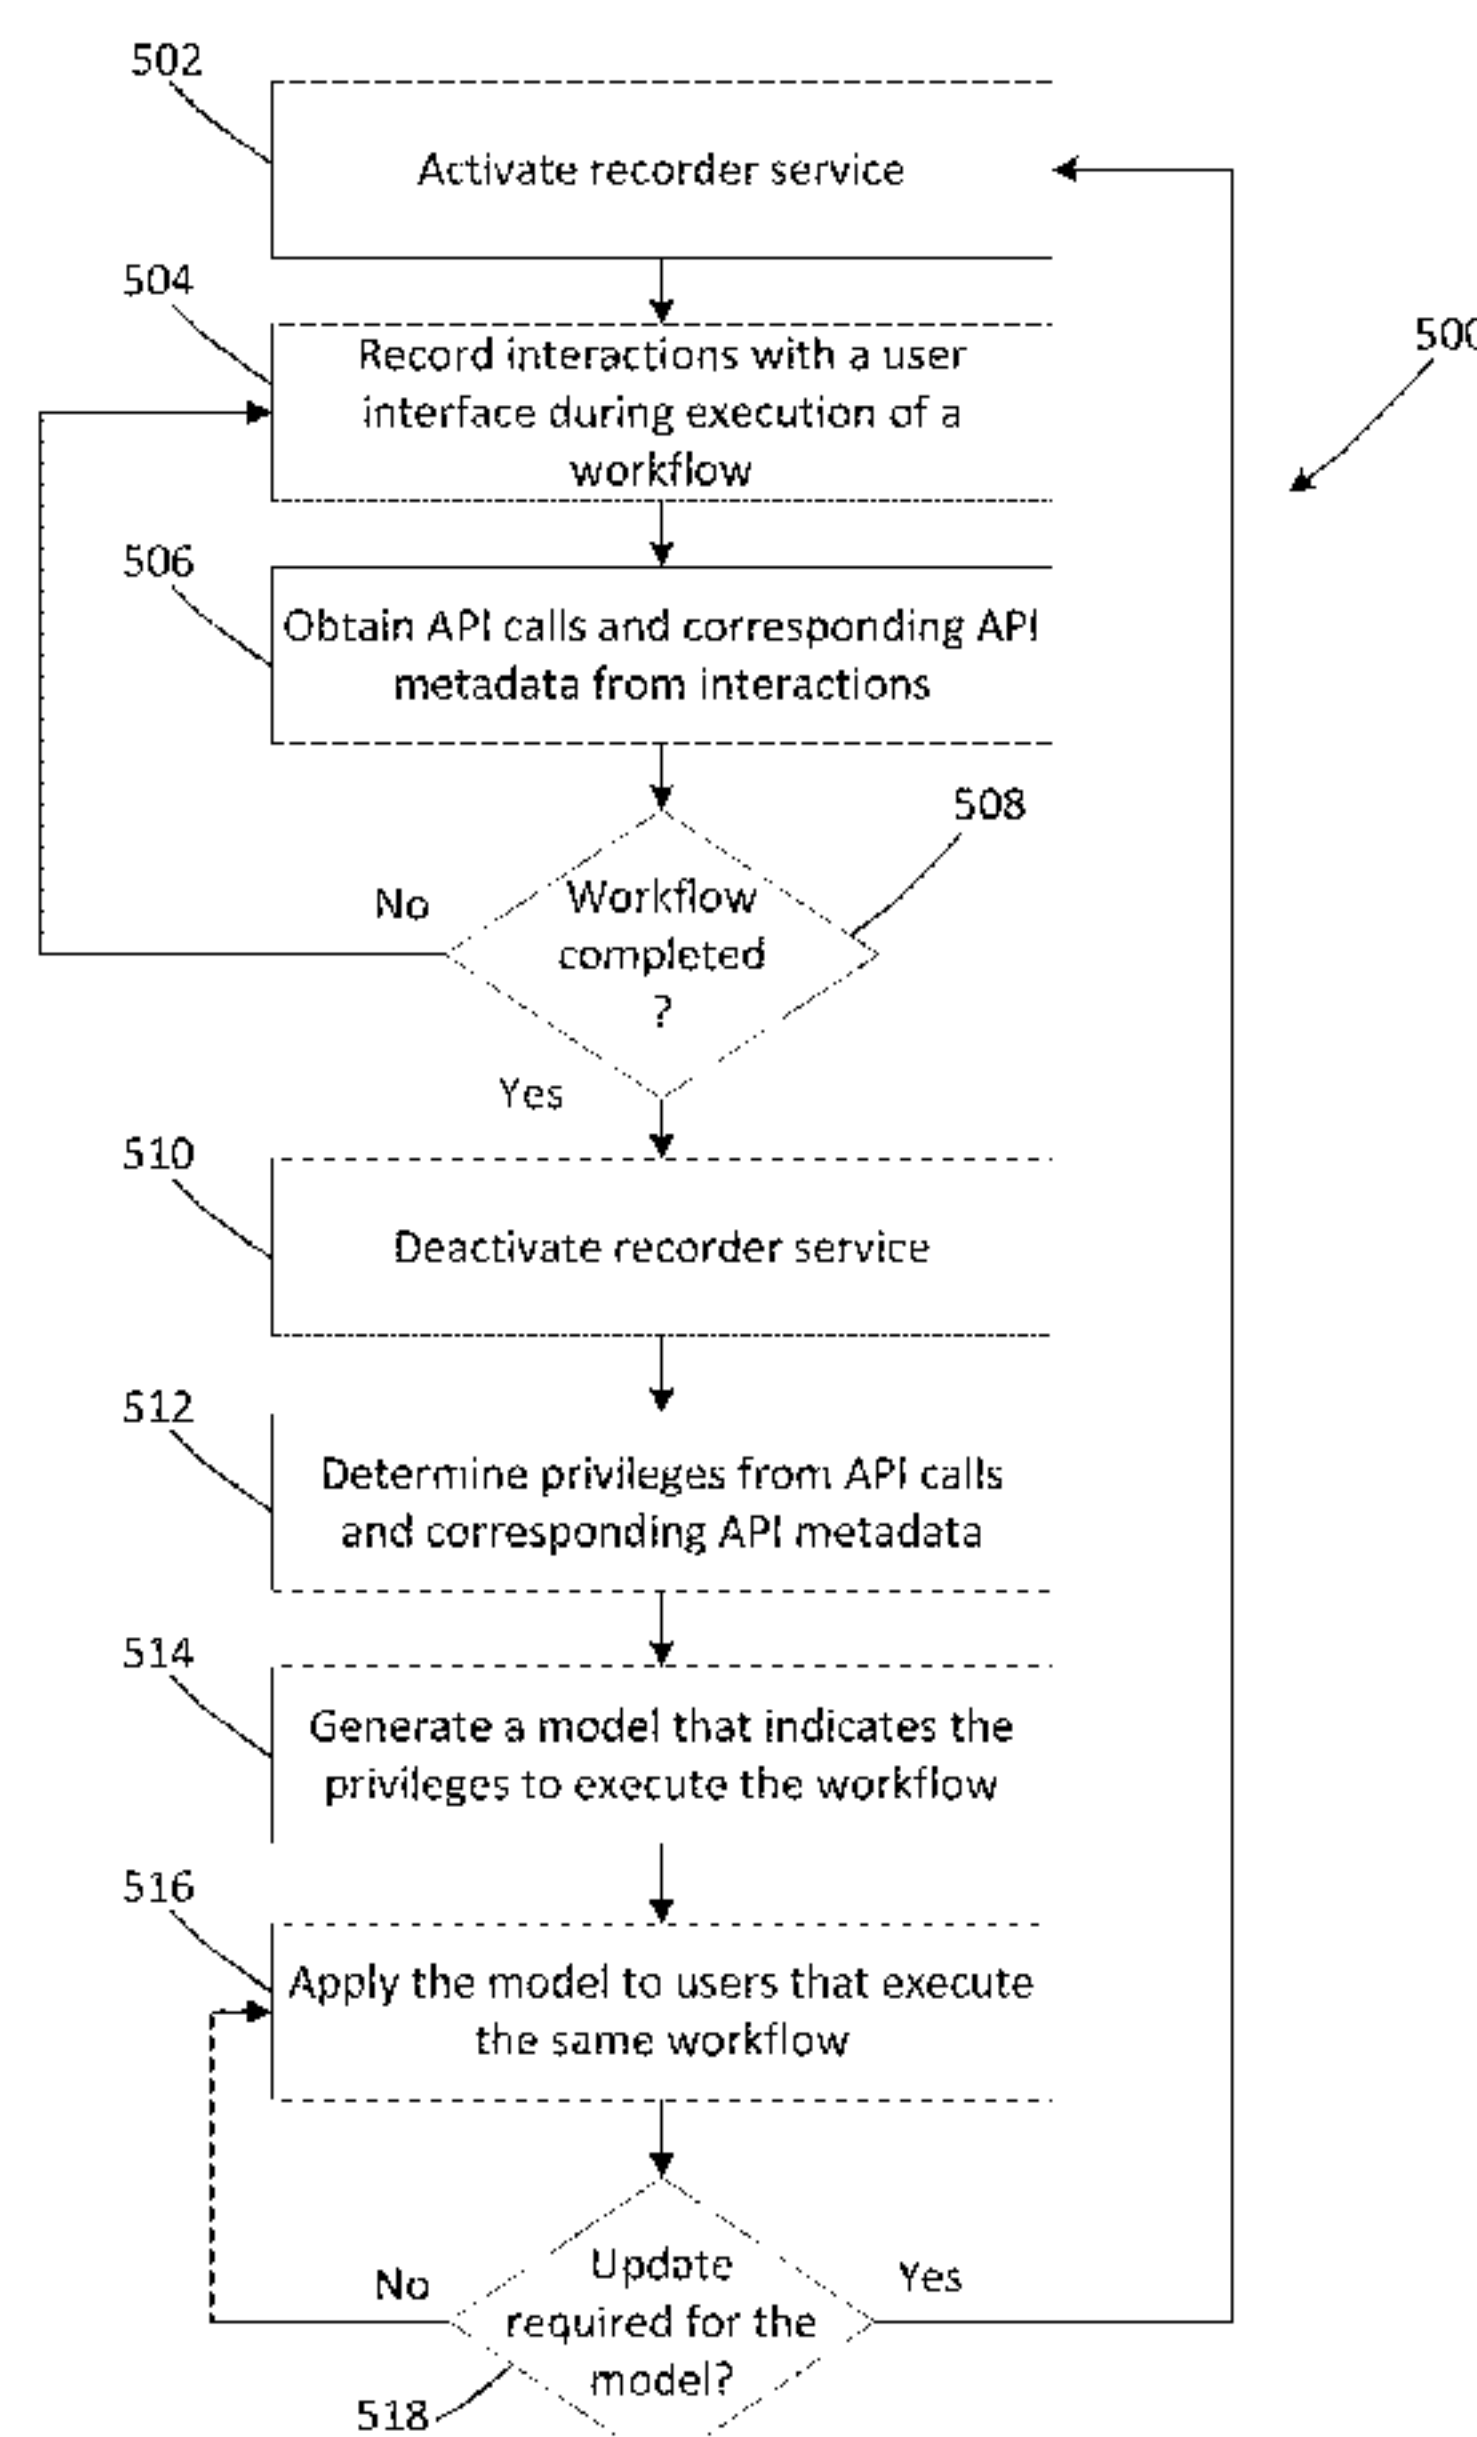 502
Activate recorder service
504
Record interactions with a user
interface during execution of a
workflow
500
506
Obtain API calls and corresponding API
metadata from interactions
508
No
Workflow
completed
?
Yes
510
Deactivate recorder service
512
Determine privileges from API calls
and corresponding API metadata
514
Generate a model that indicates the
privileges to execute the workflow
516
Apply the model to users that execute
the same workflow
No
Update
required for the
model?
Yes
518